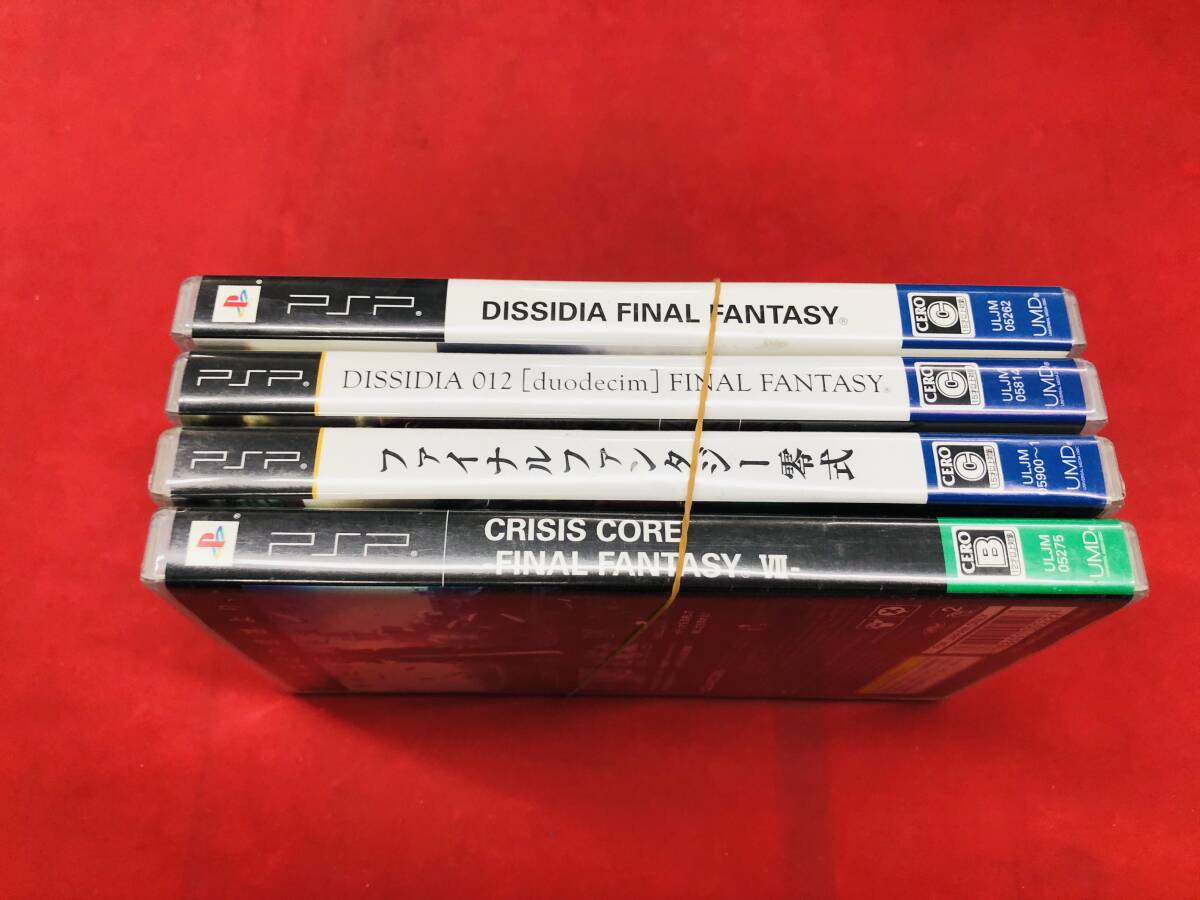 PSP
DISSIDIA FINAL FANTASY®
CERO
C
ULJM
05262
UMD
PSP
DISSIDIA 012 [duodecim] FINAL FANTASY®
CERO
C
ULJM
05814
UMD
PSP
ファイナルファンタジー零式
CERO
C
ULJM
05900~1
UMD
PSP
CRISIS CORE
FINAL FANTASY® VII-
CERO
B
ULJM
05275
UMD